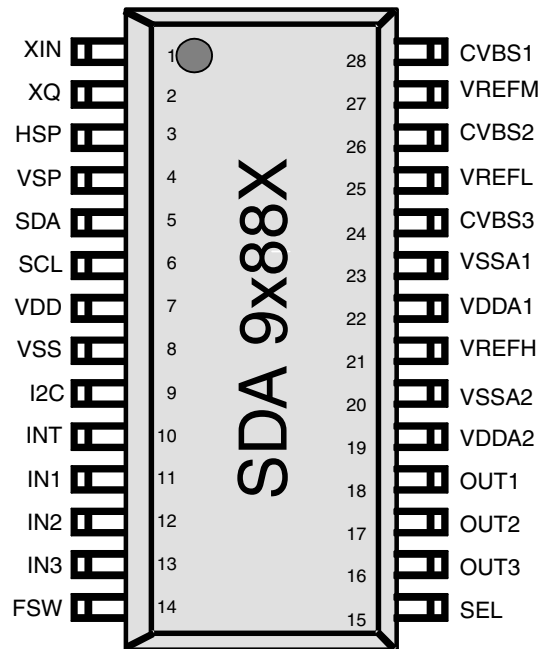 XIN 1 28 CVBS1
XQ 2 27 VREFM
HSP 3 26 CVBS2
VSP 4 25 VREFL
SDA 5 24 CVBS3
SCL 6 23 VSSA1
VDD 7 22 VDDA1
VSS 8 21 VREFH
I2C 9 20 VSSA2
INT 10 19 VDDA2
IN1 11 18 OUT1
IN2 12 17 OUT2
IN3 13 16 OUT3
FSW 14 15 SEL
SDA 9x88X